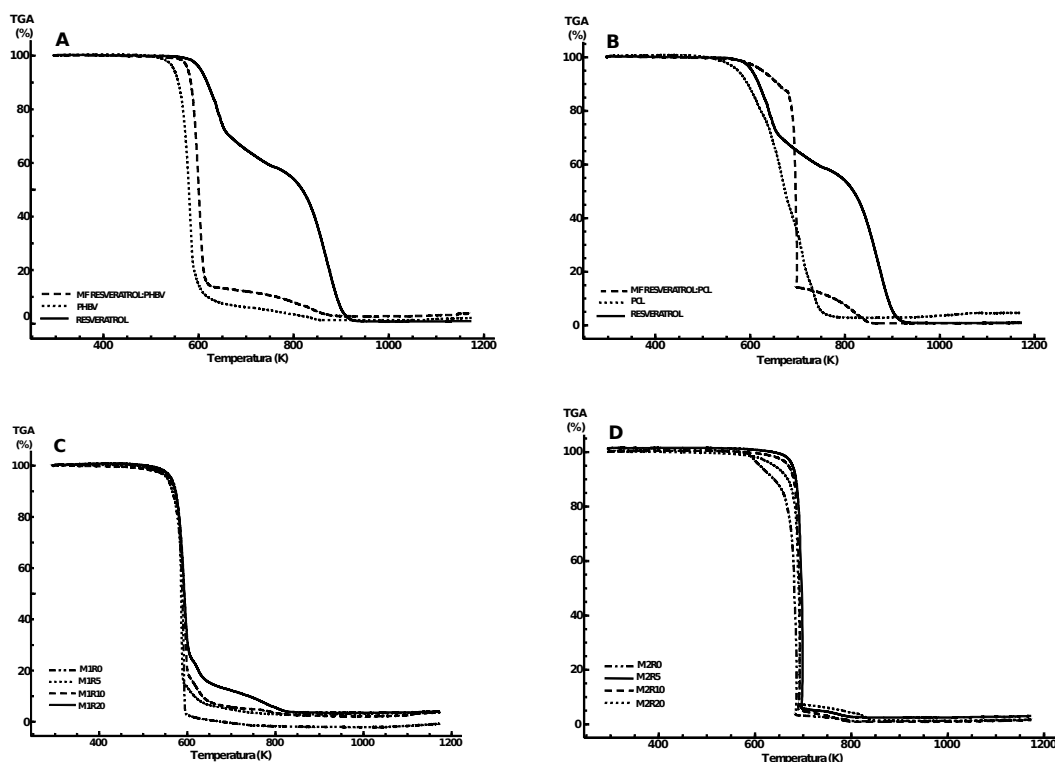 TGA
(%)
A
100
80
60
40
20
0
MF RESVERATROL:PHBV
PHBV
RESVERATROL
400
600
800
1000
1200
Temperatura (K)
TGA
(%)
B
100
80
60
40
20
0
MF RESVERATROL:PCL
PCL
RESVERATROL
400
600
800
1000
1200
Temperatura (K)
TGA
(%)
C
100
80
60
40
20
0
M1R0
M1R5
M1R10
M1R20
400
600
800
1000
1200
Temperatura (K)
TGA
(%)
D
100
80
60
40
20
0
M2R0
M2R5
M2R10
M2R20
400
600
800
1000
1200
Temperatura (K)